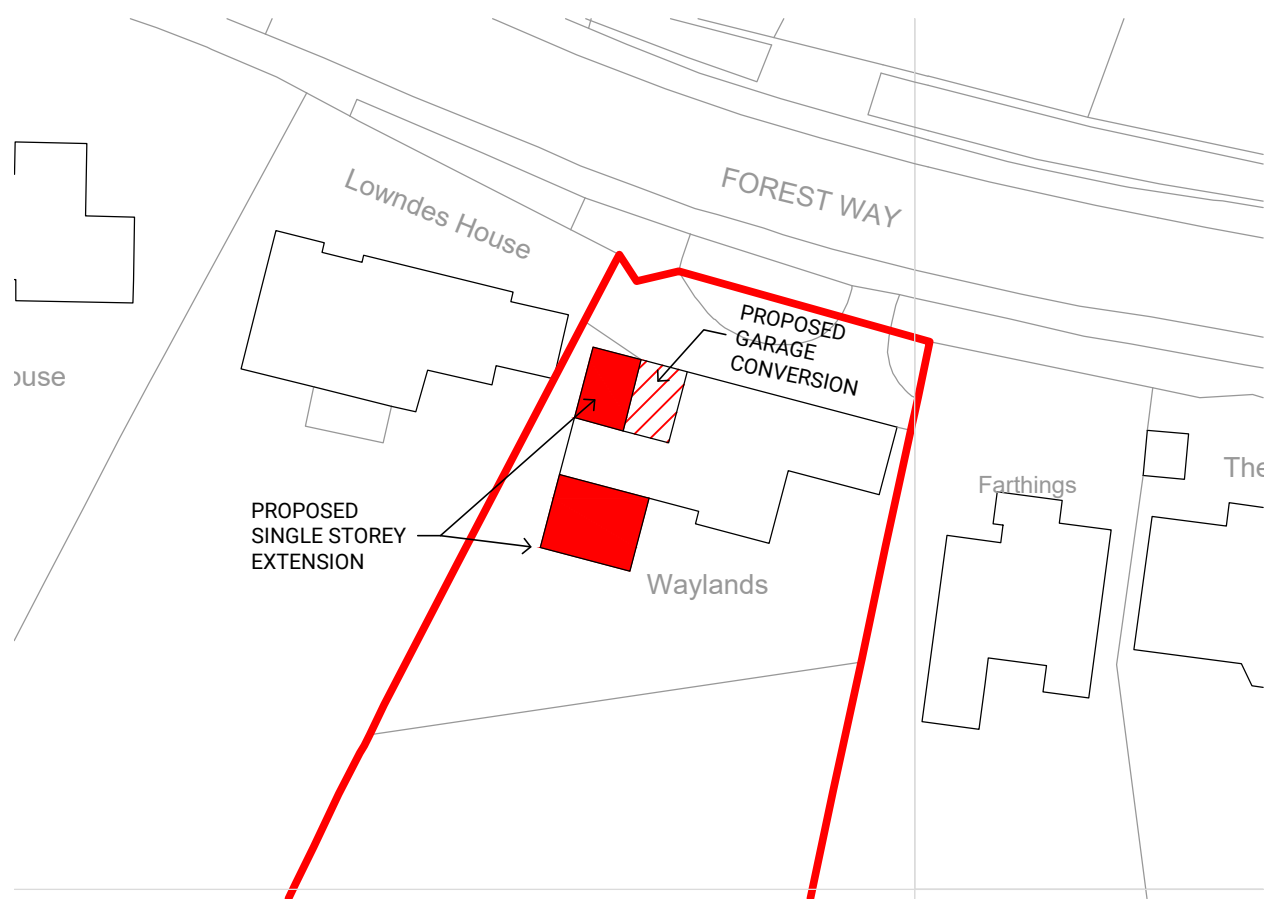 Lowndes House
FOREST WAY
PROPOSED
GARAGE
CONVERSION
ouse
The
Farthings
PROPOSED
SINGLE STOREY
EXTENSION
Waylands